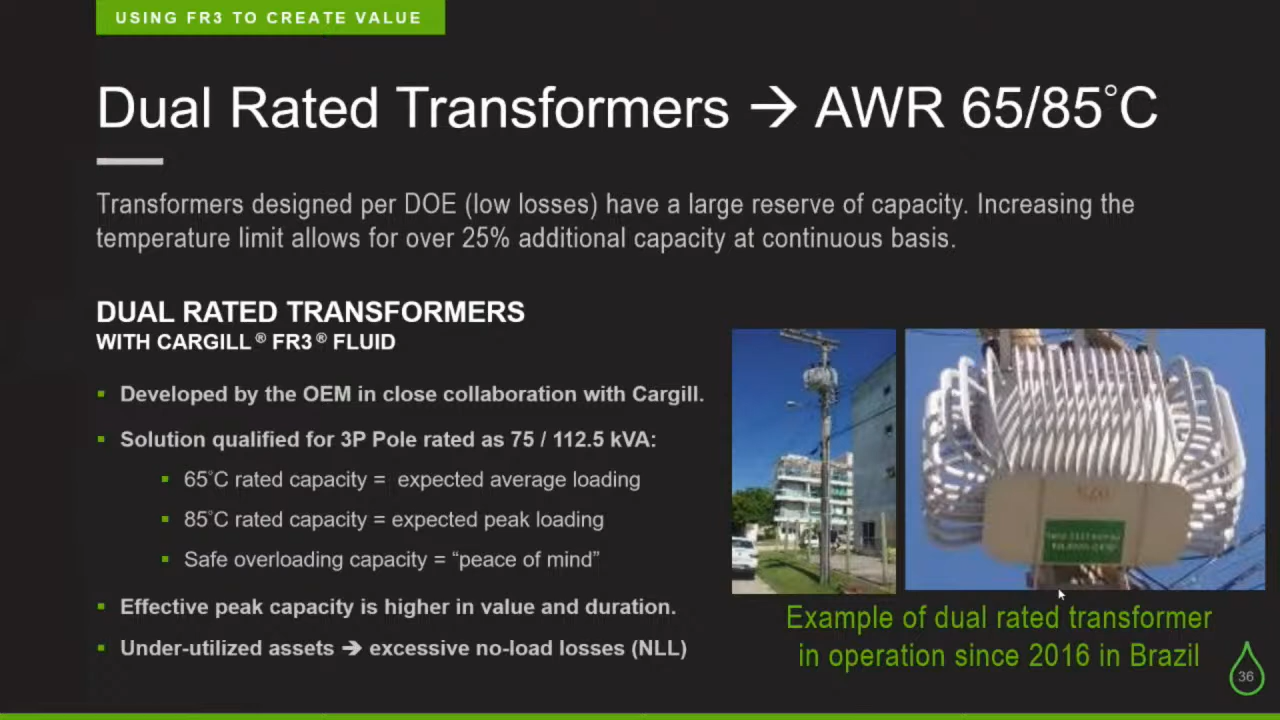 USING FR3 TO CREATE VALUE
Dual Rated Transformers → AWR 65/85°C
Transformers designed per DOE (low losses) have a large reserve of capacity. Increasing the
temperature limit allows for over 25% additional capacity at continuous basis.
DUAL RATED TRANSFORMERS
WITH CARGILL® FR3® FLUID
▪ Developed by the OEM in close collaboration with Cargill.
▪ Solution qualified for 3P Pole rated as 75 / 112.5 kVA:
▪ 65°C rated capacity = expected average loading
▪ 85°C rated capacity = expected peak loading
▪ Safe overloading capacity = “peace of mind”
▪ Effective peak capacity is higher in value and duration.
▪ Under-utilized assets ➔ excessive no-load losses (NLL)
Example of dual rated transformer
in operation since 2016 in Brazil
36